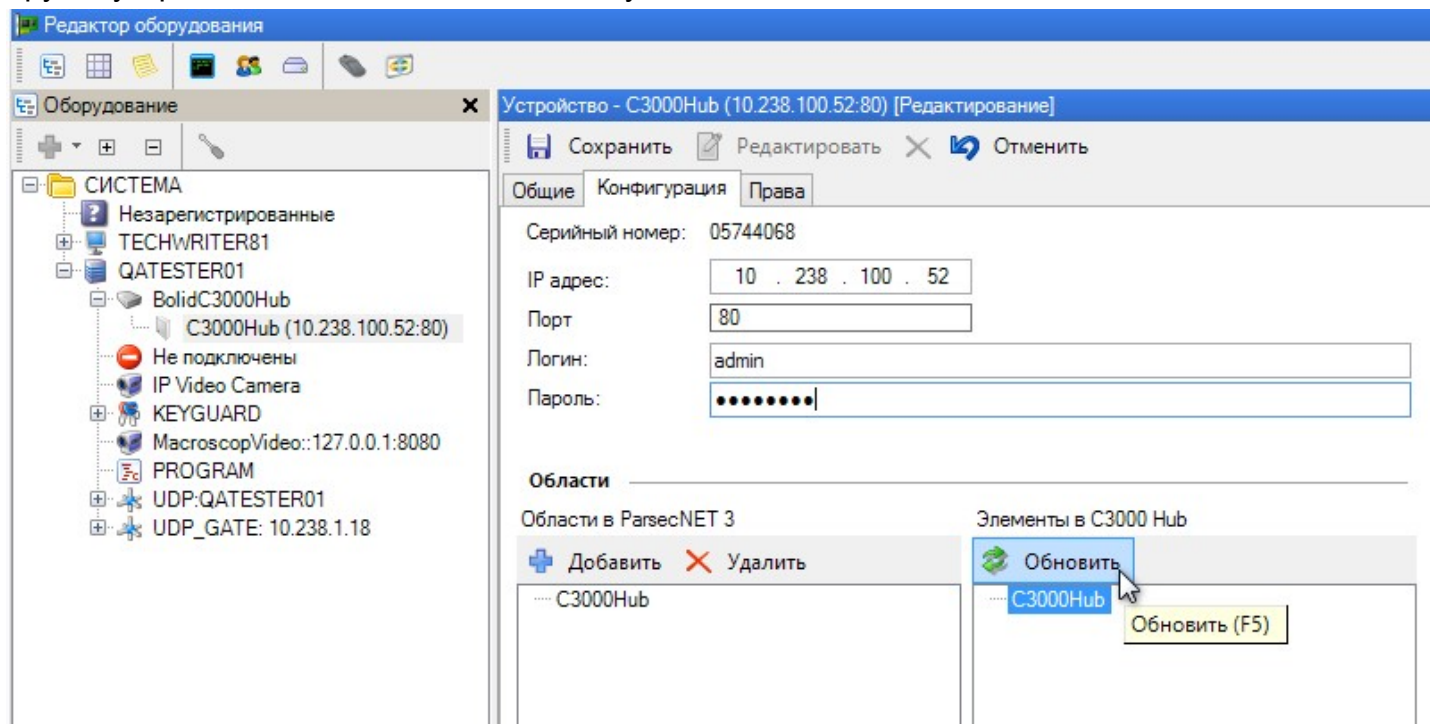 Редактор оборудования
Оборудование
СИСТЕМА
Незарегистрированные
TECHWRITER81
QATESTER01
BolidC3000Hub
C3000Hub (10.238.100.52:80)
Не подключены
IP Video Camera
KEYGUARD
MacroscopVideo::127.0.0.1:8080
PROGRAM
UDP:QATESTER01
UDP_GATE: 10.238.1.18
Устройство - C3000Hub (10.238.100.52:80) [Редактирование]
Сохранить Редактировать Отменить
Общие Конфигурация Права
Серийный номер: 05744068
IP адрес: 10 . 238 . 100 . 52
Порт 80
Логин: admin
Пароль: ●●●●●●●●
Области
Области в ParsecNET 3
Добавить Удалить
C3000Hub
Элементы в C3000 Hub
Обновить
C3000Hub
Обновить (F5)